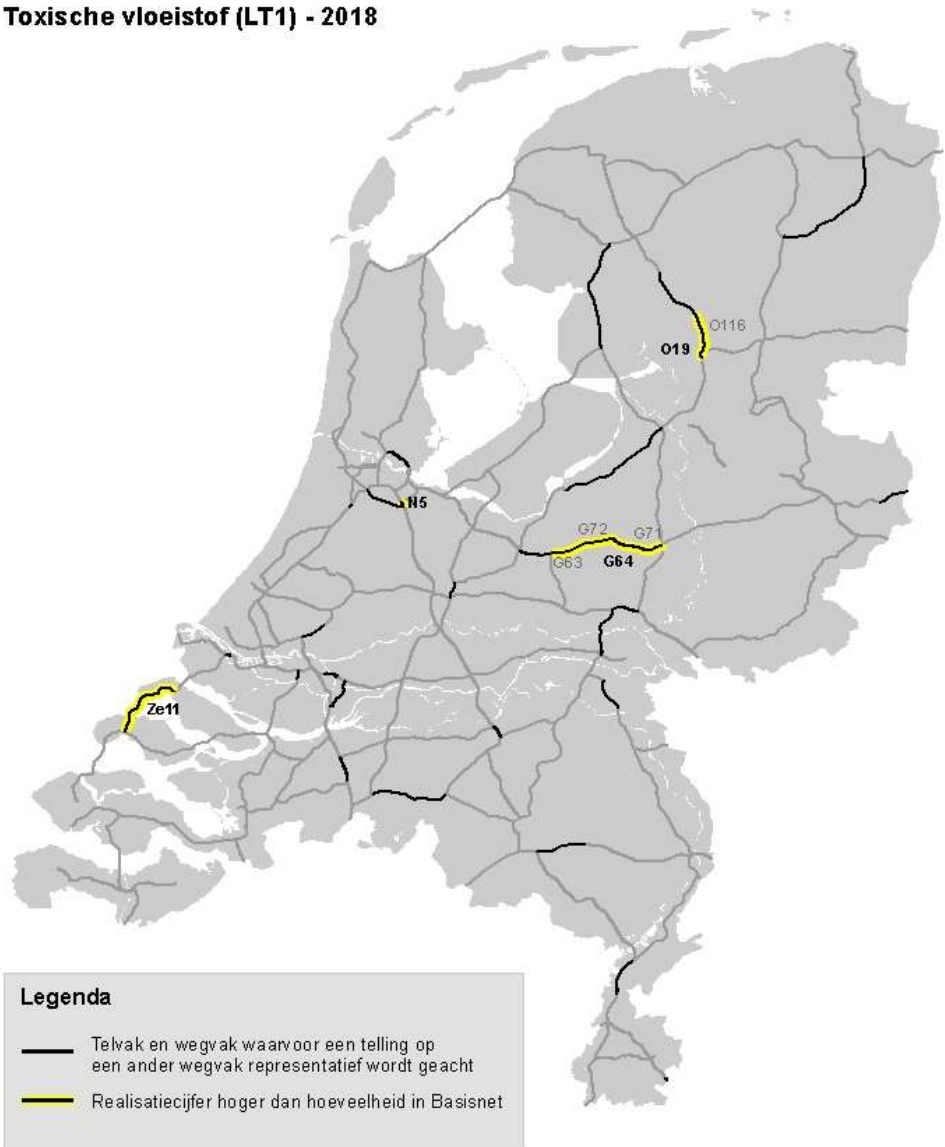 Toxische vloeistof (LT1) - 2018
O116
O19
N5
G72
G71
G63
G64
Ze11
Legenda
Telvak en wegvak waarvoor een telling op
een ander wegvak representatief wordt geacht
Realisatiecijfer hoger dan hoeveelheid in Basisnet